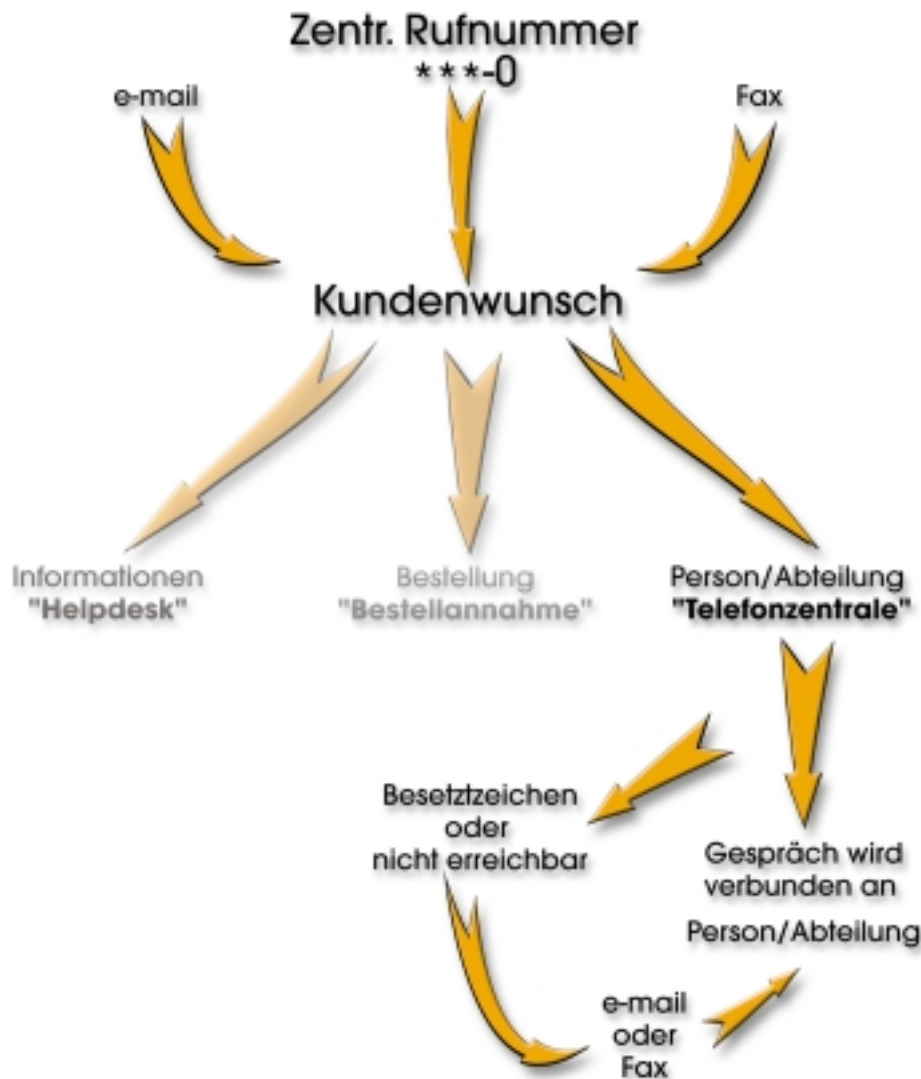 Zentr. Rufnummer
***-0
e-mail
Fax
Kundenwunsch
Informationen
"Helpdesk"
Bestellung
"Bestellannahme"
Person/Abteilung
"Telefonzentrale"
Besetztzeichen
oder
nicht erreichbar
Gespräch wird
verbunden an
Person/Abteilung
e-mail
oder
Fax